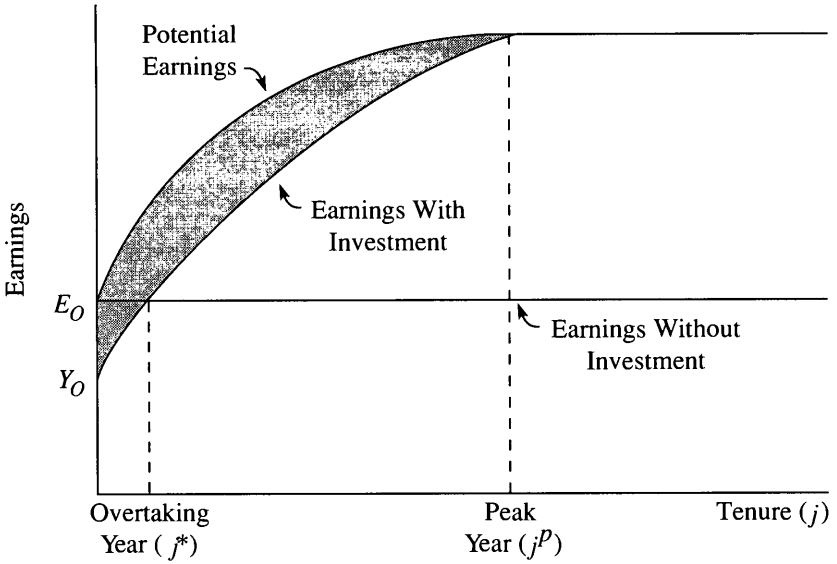 Potential
Earnings
Earnings With
Investment
Earnings
E_O
Earnings Without
Investment
Y_O
Overtaking
Year ( j*)
Peak
Year (j^p)
Tenure (j)